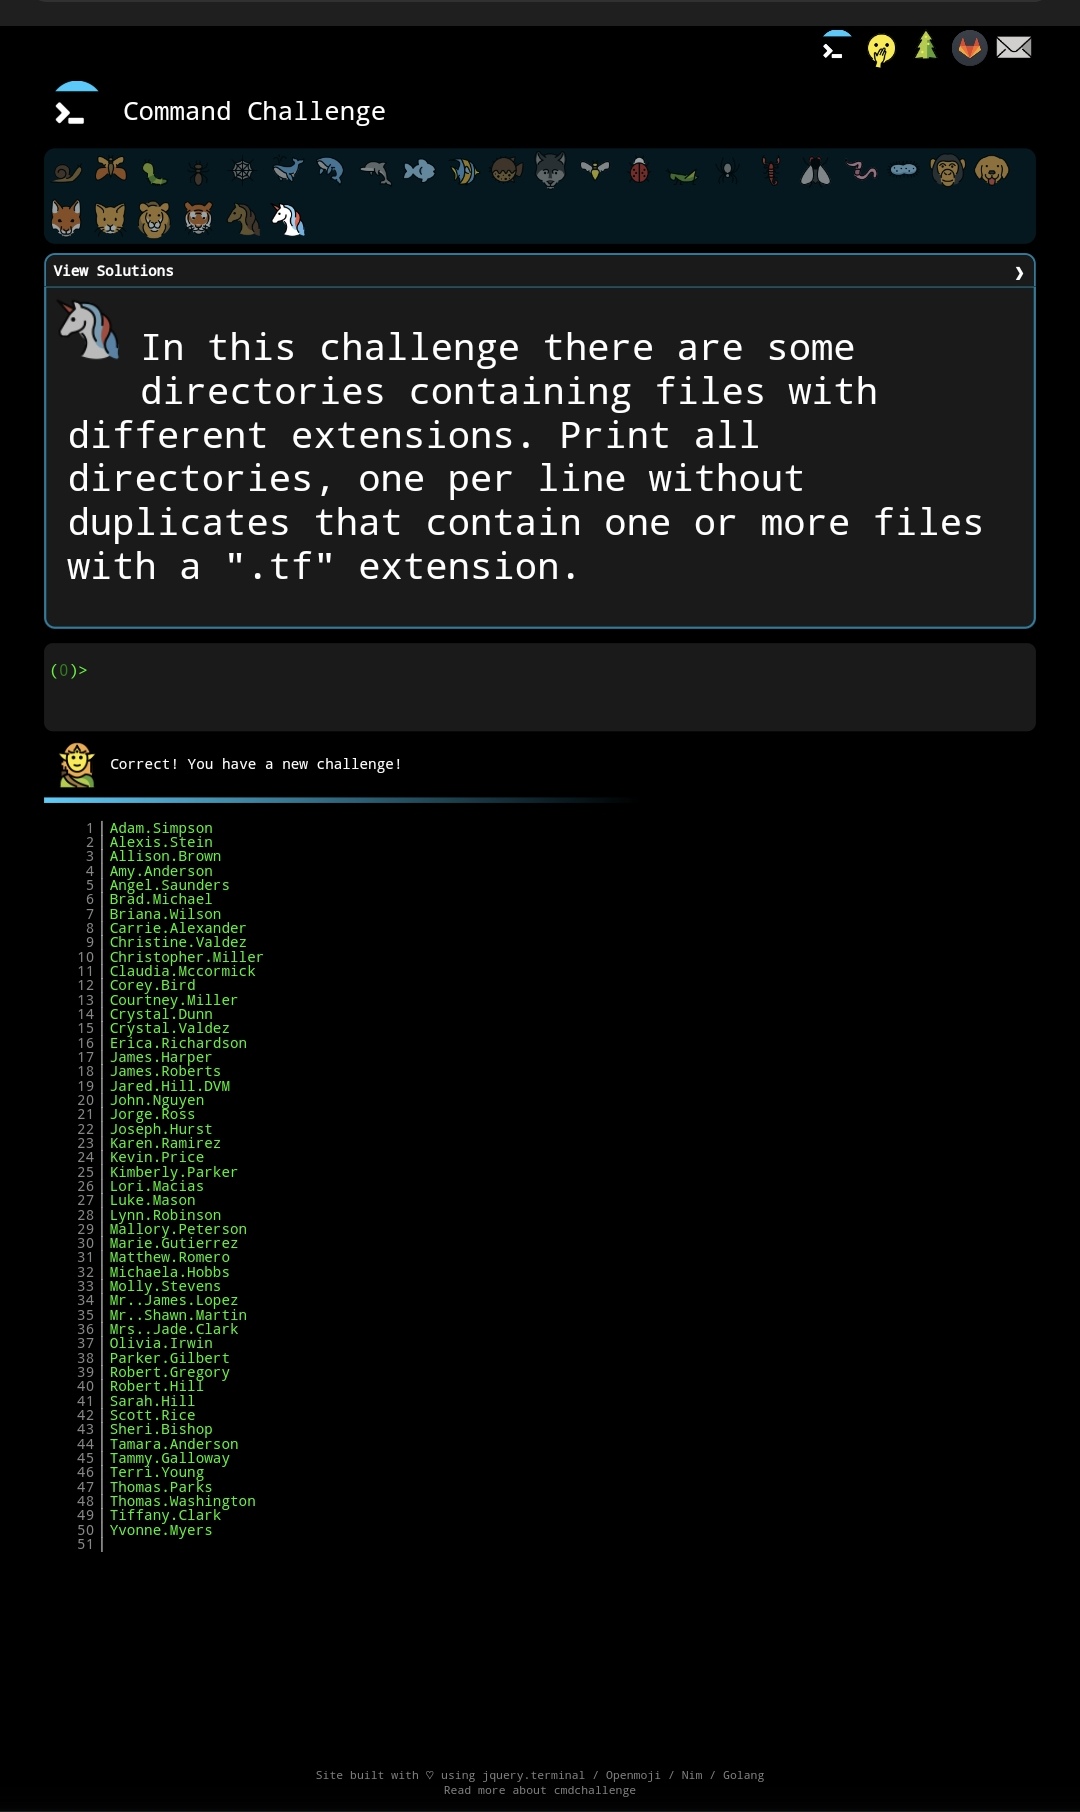 Command Challenge
View Solutions ❯
In this challenge there are some
directories containing files with
different extensions. Print all
directories, one per line without
duplicates that contain one or more files
with a ".tf" extension.
(0)>
Correct! You have a new challenge!
1 Adam.Simpson
2 Alexis.Stein
3 Allison.Brown
4 Amy.Anderson
5 Angel.Saunders
6 Brad.Michael
7 Briana.Wilson
8 Carrie.Alexander
9 Christine.Valdez
10 Christopher.Miller
11 Claudia.Mccormick
12 Corey.Bird
13 Courtney.Miller
14 Crystal.Dunn
15 Crystal.Valdez
16 Erica.Richardson
17 James.Harper
18 James.Roberts
19 Jared.Hill.DVM
20 John.Nguyen
21 Jorge.Ross
22 Joseph.Hurst
23 Karen.Ramirez
24 Kevin.Price
25 Kimberly.Parker
26 Lori.Macias
27 Luke.Mason
28 Lynn.Robinson
29 Mallory.Peterson
30 Marie.Gutierrez
31 Matthew.Romero
32 Michaela.Hobbs
33 Molly.Stevens
34 Mr..James.Lopez
35 Mr..Shawn.Martin
36 Mrs..Jade.Clark
37 Olivia.Irwin
38 Parker.Gilbert
39 Robert.Gregory
40 Robert.Hill
41 Sarah.Hill
42 Scott.Rice
43 Sheri.Bishop
44 Tamara.Anderson
45 Tammy.Galloway
46 Terri.Young
47 Thomas.Parks
48 Thomas.Washington
49 Tiffany.Clark
50 Yvonne.Myers
51
Site built with ♡ using jquery.terminal / Openmoji / Nim / Golang
Read more about cmdchallenge